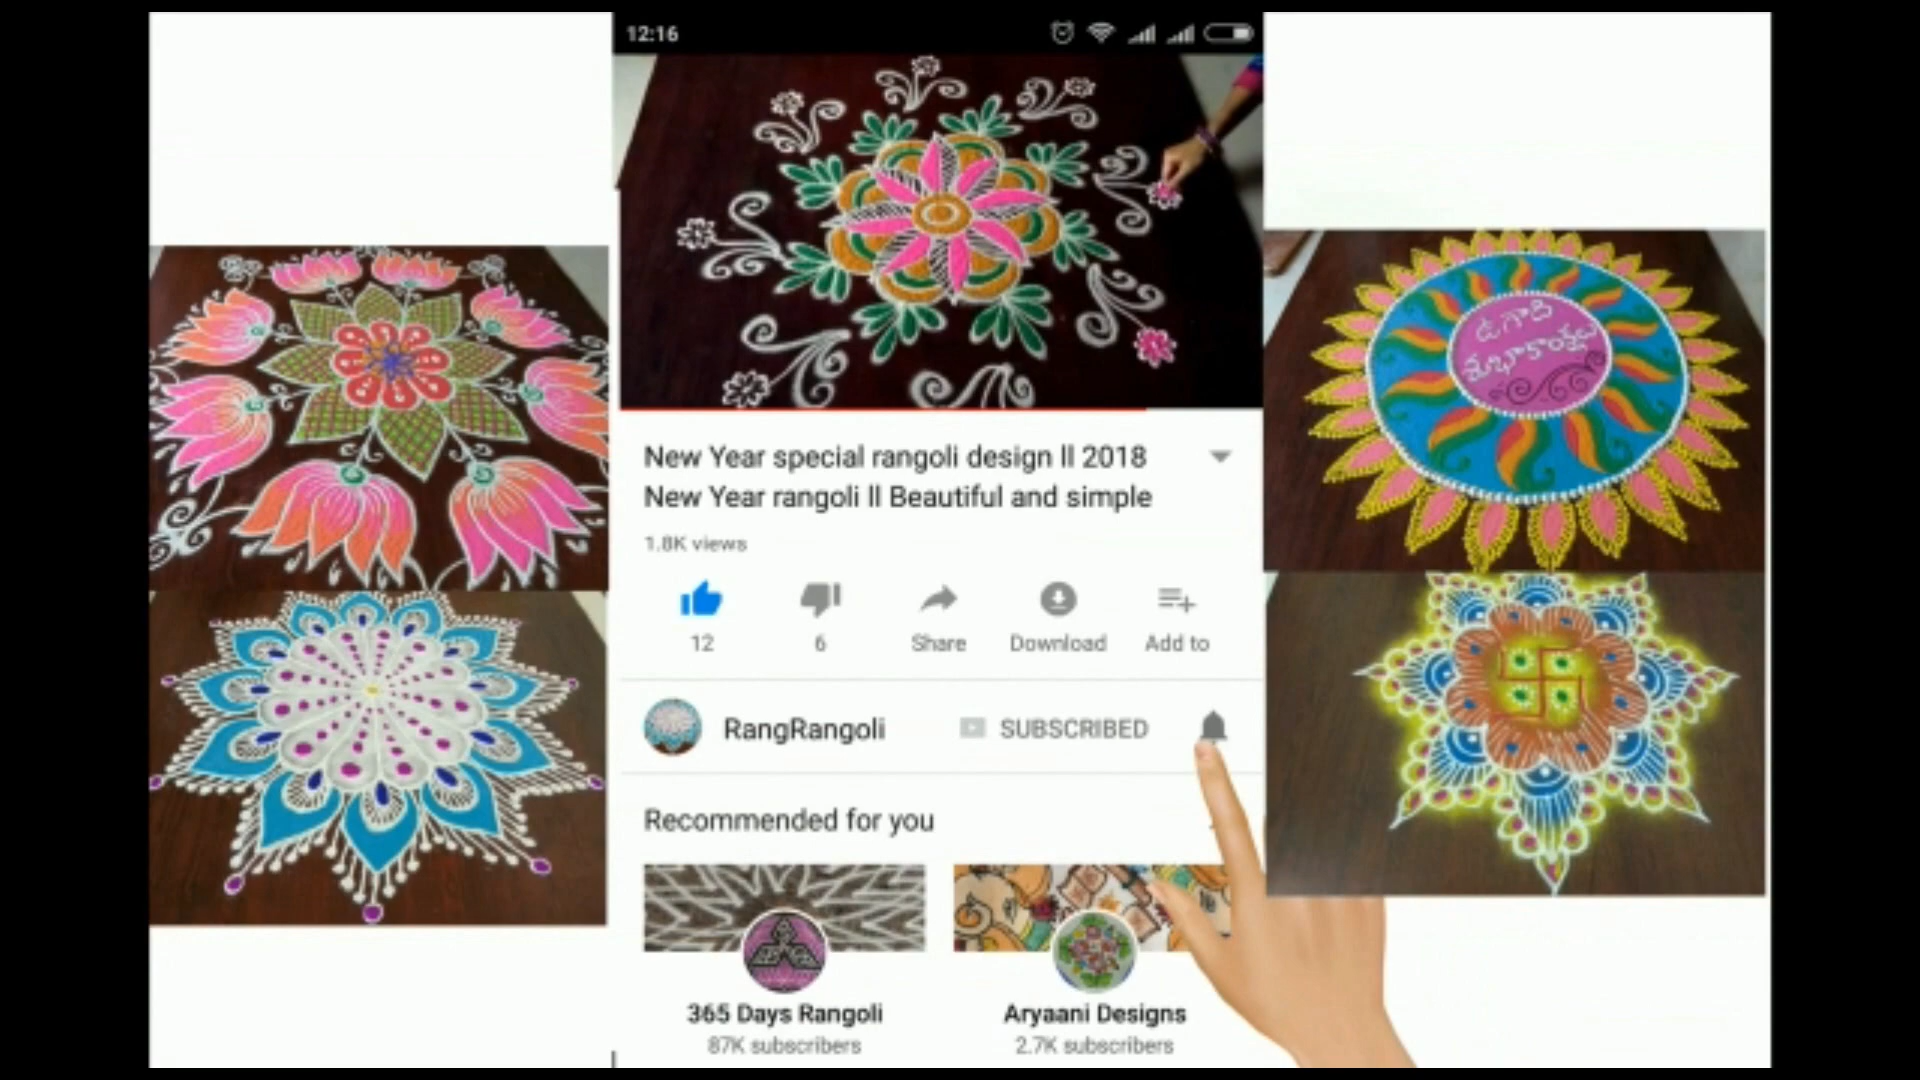 12:16
ఉగాది
శుభాకాంక్షలు
New Year special rangoli design ll 2018
New Year rangoli ll Beautiful and simple
1.8K views
12
6
Share
Download
Add to
RangRangoli
SUBSCRIBED
Recommended for you
365 Days Rangoli
87K subscribers
Aryaani Designs
2.7K subscribers